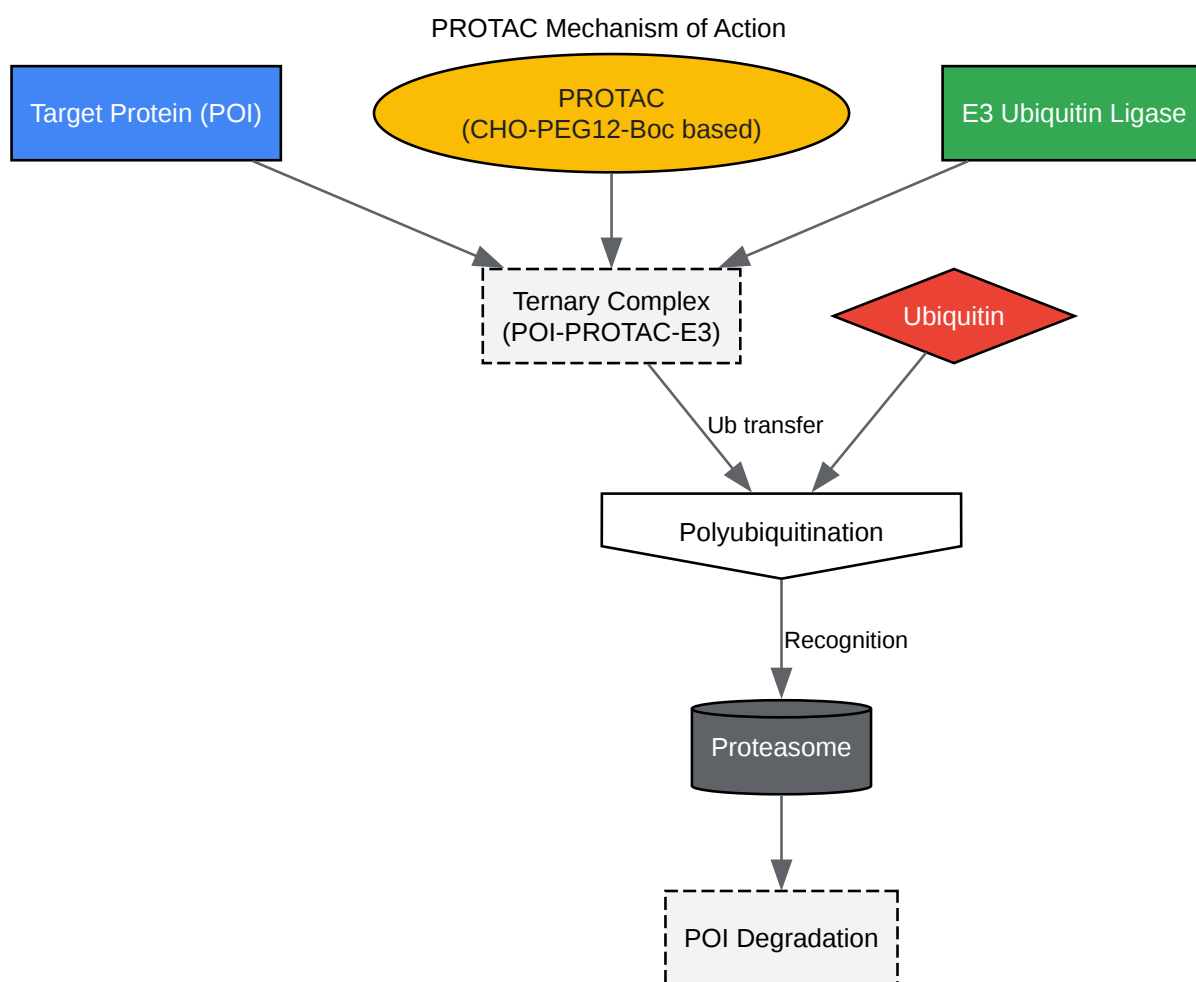 PROTAC Mechanism of Action
Target Protein (POI)
PROTAC
(CHO-PEG12-Boc based)
E3 Ubiquitin Ligase
Ternary Complex
(POI-PROTAC-E3)
Ubiquitin
Ub transfer
Polyubiquitination
Recognition
Proteasome
POI Degradation